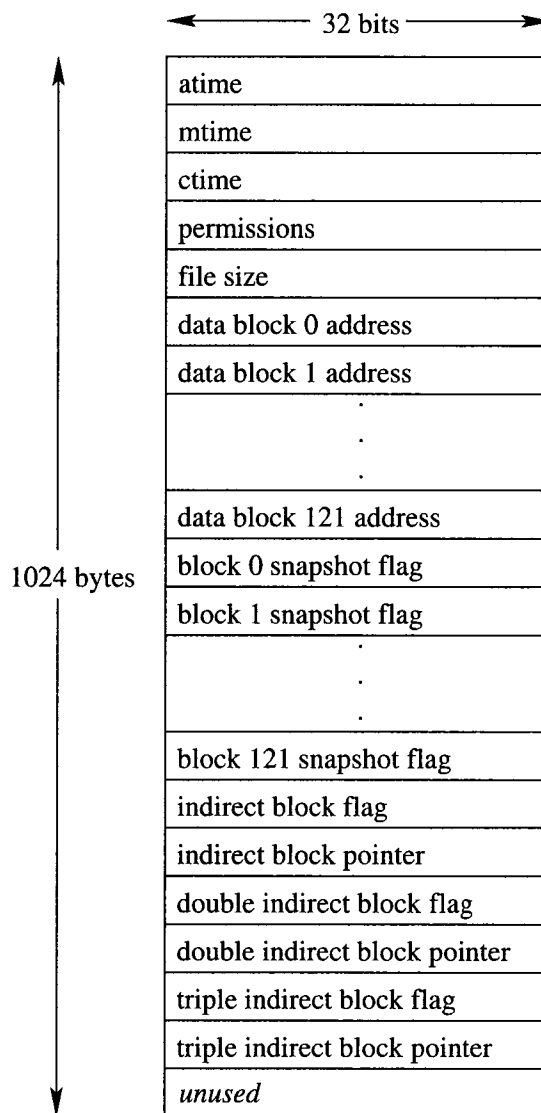 32 bits
atime
mtime
ctime
permissions
file size
data block 0 address
data block 1 address
.
.
.
data block 121 address
1024 bytes
block 0 snapshot flag
block 1 snapshot flag
.
.
.
block 121 snapshot flag
indirect block flag
indirect block pointer
double indirect block flag
double indirect block pointer
triple indirect block flag
triple indirect block pointer
unused